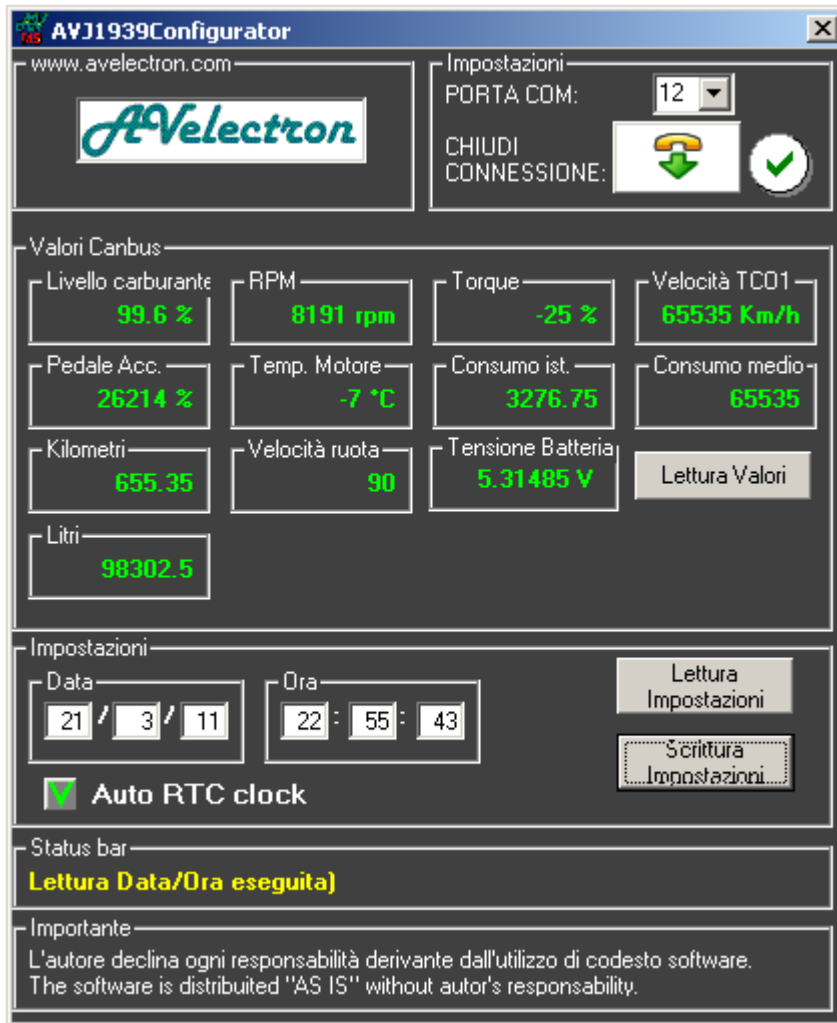 AVJ1939Configurator
www.avelectron.com
AVelectron
Impostazioni
PORTA COM:
12
CHIUDI
CONNESSIONE:
Valori Canbus
Livello carburante
99.6 %
RPM
8191 rpm
Torque
-25 %
Velocità TCO1
65535 Km/h
Pedale Acc.
26214 %
Temp. Motore
-7 °C
Consumo ist.
3276.75
Consumo medio
65535
Kilometri
655.35
Velocità ruota
90
Tensione Batteria
5.31485 V
Lettura Valori
Litri
98302.5
Impostazioni
Data
21 / 3 / 11
Ora
22 : 55 : 43
Lettura
Impostazioni
Scrittura
Impostazioni
Auto RTC clock
Status bar
Lettura Data/Ora eseguita)
Importante
L'autore declina ogni responsabilità derivante dall'utilizzo di codesto software.
The software is distribuited "AS IS" without autor's responsability.